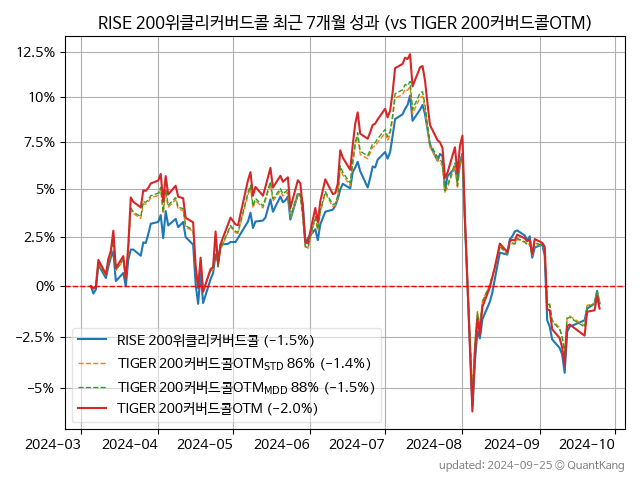 RISE 200위클리커버드콜 최근 7개월 성과 (vs TIGER 200커버드콜OTM)
12.5%
10%
7.5%
5%
2.5%
0%
−2.5%
−5%
RISE 200위클리커버드콜 (−1.5%)
TIGER 200커버드콜OTM STD 86% (−1.4%)
TIGER 200커버드콜OTM MDD 88% (−1.5%)
TIGER 200커버드콜OTM (−2.0%)
2024-03 2024-04 2024-05 2024-06 2024-07 2024-08 2024-09 2024-10
updated: 2024-09-25 © QuantKang